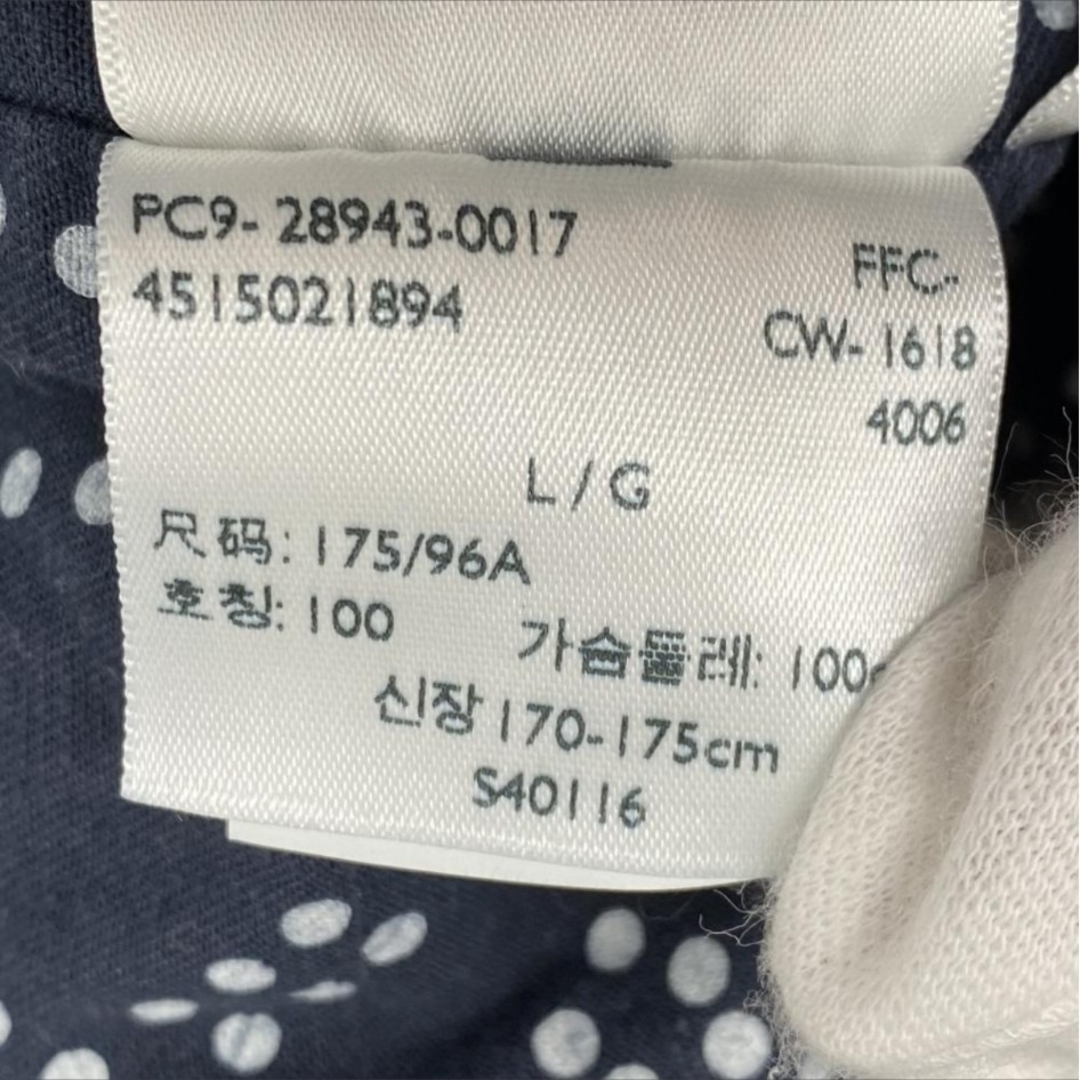 PC9-28943-0017
4515021894
FFC-
CW-1618
4006
L/G
尺码: 175/96A
호칭: 100 가슴둘레: 100
신장 170-175cm
S40116